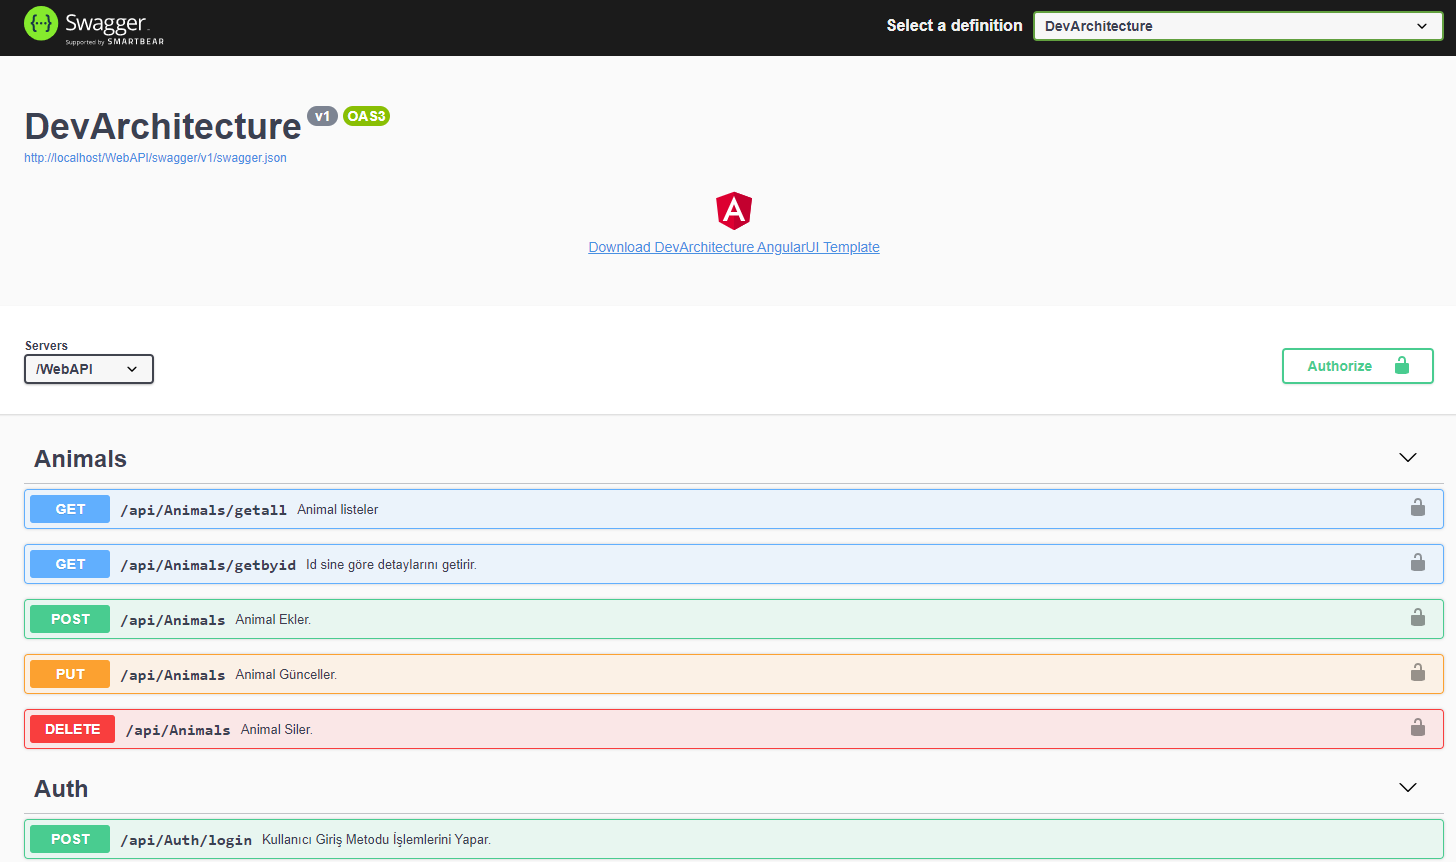 Swagger
Supported by SMARTBEAR
Select a definition
DevArchitecture
DevArchitecture v1 OAS3
http://localhost/WebAPI/swagger/v1/swagger.json
Download DevArchitecture AngularUI Template
Servers
/WebAPI
Authorize
Animals
GET /api/Animals/getall Animal listeler
GET /api/Animals/getbyid Id sine göre detaylarını getirir.
POST /api/Animals Animal Ekler.
PUT /api/Animals Animal Günceller.
DELETE /api/Animals Animal Siler.
Auth
POST /api/Auth/login Kullanıcı Giriş Metodu İşlemlerini Yapar.